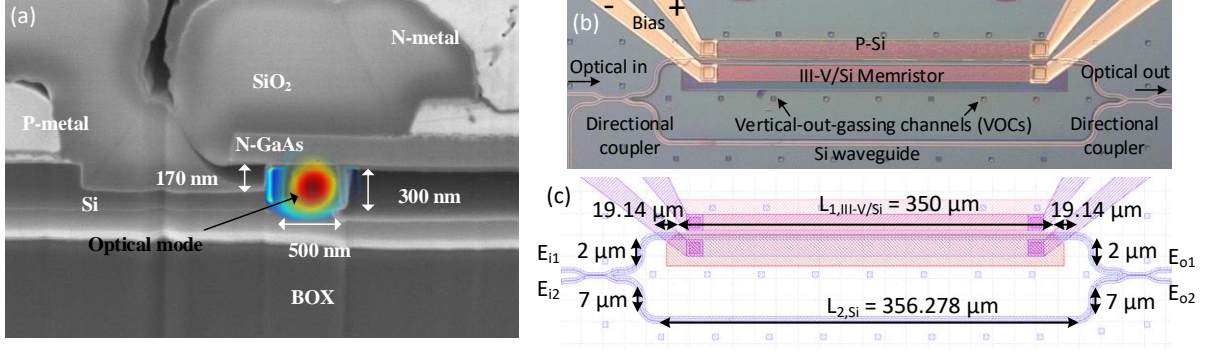 (a)
N-metal
SiO2
P-metal
N-GaAs
170 nm
300 nm
Si
Optical mode
500 nm
BOX
(b)
- +
Bias
P-Si
Optical in
III-V/Si Memristor
Optical out
Directional coupler
Vertical-out-gassing channels (VOCs)
Directional coupler
Si waveguide
(c)
19.14 µm
L1,III-V/Si = 350 µm
19.14 µm
Ei1
2 µm
2 µm
Eo1
Ei2
7 µm
L2,Si = 356.278 µm
7 µm
Eo2